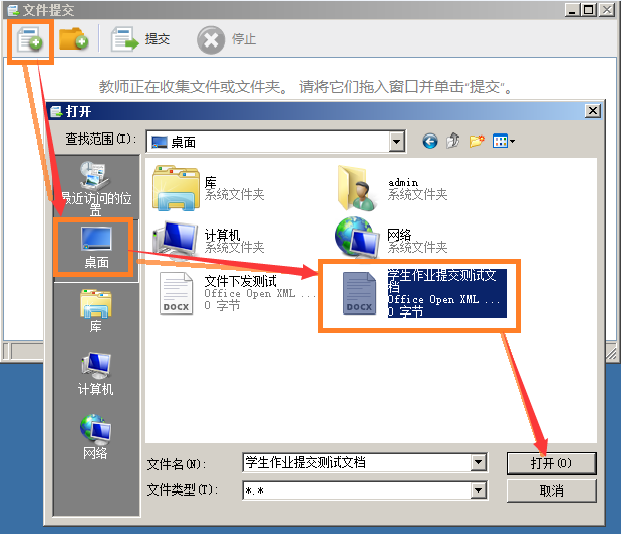 文件提交
提交
停止
教师正在收集文件或文件夹。 请将它们拖入窗口并单击“提交”。
打开
查找范围(I):
桌面
最近访问的位
置
桌面
库
计算机
网络
库
系统文件夹
admin
系统文件夹
计算机
系统文件夹
网络
系统文件夹
DOCX
文件下发测试
Office Open XML ...
0 字节
DOCX
学生作业提交测试文
档
Office Open XML ...
0 字节
文件名(N):
学生作业提交测试文档
打开(O)
文件类型(T):
*.*
取消